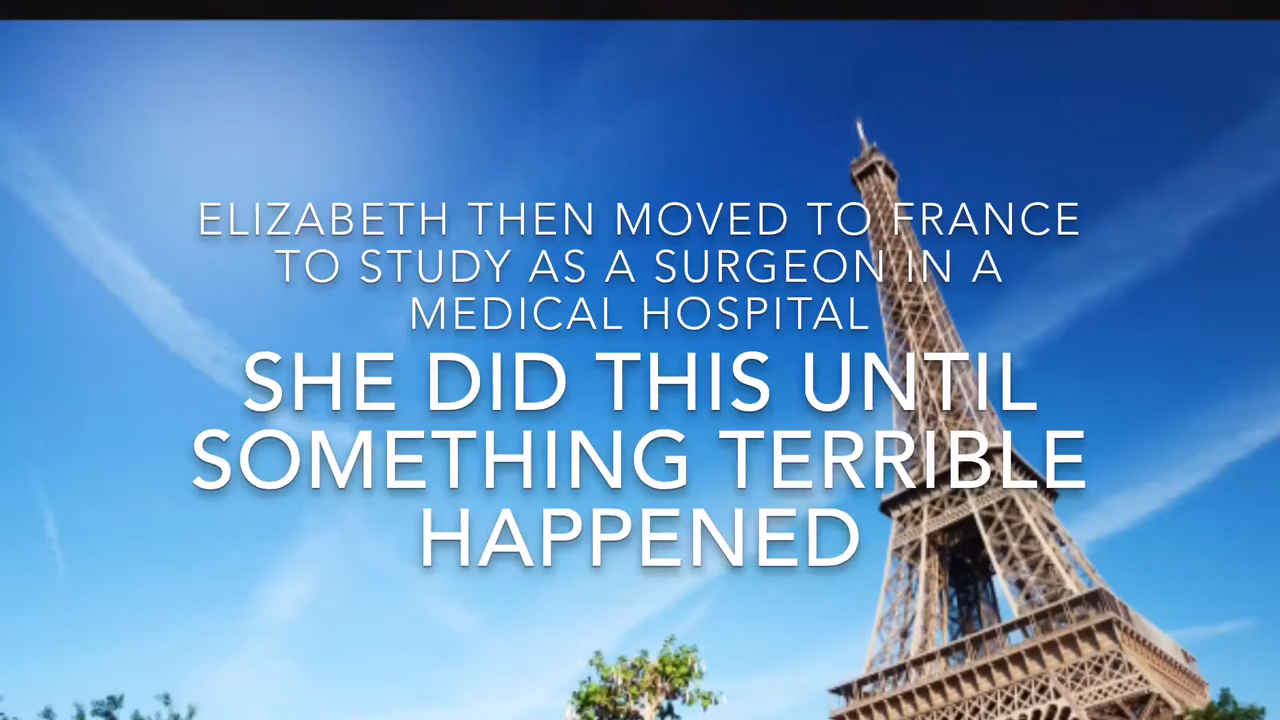 ELIZABETH THEN MOVED TO FRANCE
TO STUDY AS A SURGEON IN A
MEDICAL HOSPITAL
SHE DID THIS UNTIL
SOMETHING TERRIBLE
HAPPENED